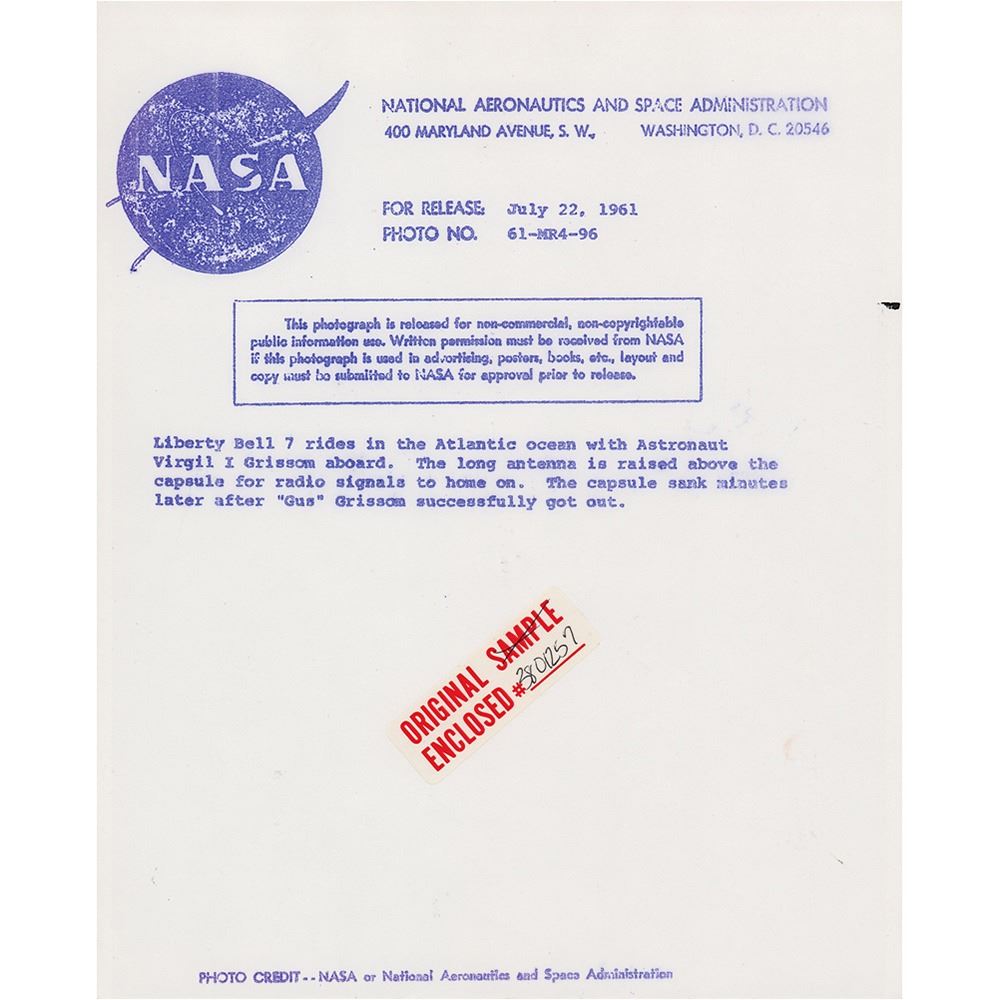 NASA
NATIONAL AERONAUTICS AND SPACE ADMINISTRATION
400 MARYLAND AVENUE, S. W., WASHINGTON, D. C. 20546
FOR RELEASE: July 22, 1961
PHOTO NO. 61-MR4-96
This photograph is released for non-commercial, non-copyrightable
public information use. Written permission must be received from NASA
if this photograph is used in advertising, posters, books, etc., layout and
copy must be submitted to NASA for approval prior to release.
Liberty Bell 7 rides in the Atlantic ocean with Astronaut
Virgil I Grissom aboard. The long antenna is raised above the
capsule for radio signals to home on. The capsule sank minutes
later after "Gus" Grissom successfully got out.
ORIGINAL SAMPLE
ENCLOSED #3801257
PHOTO CREDIT--NASA or National Aeronautics and Space Administration